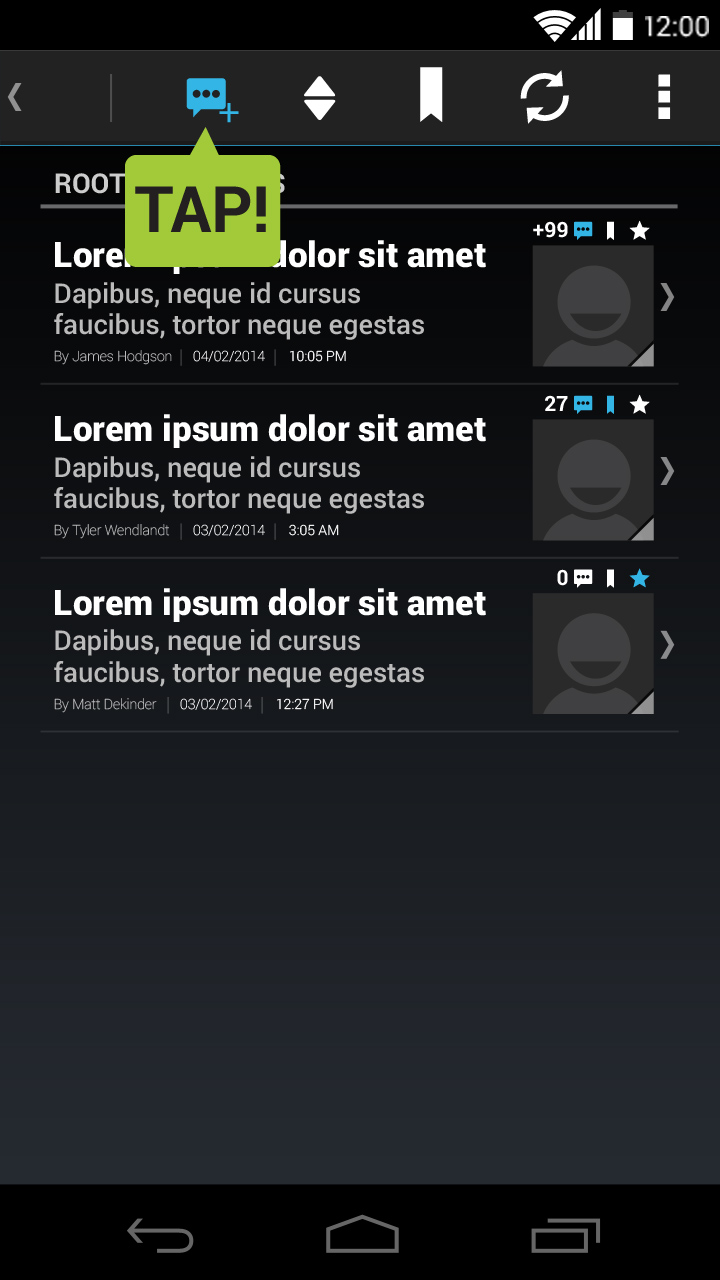 12:00
ROOT
TAP!
+99
Lore dolor sit amet
Dapibus, neque id cursus
faucibus, tortor neque egestas
By James Hodgson | 04/02/2014 | 10:05 PM
27
Lorem ipsum dolor sit amet
Dapibus, neque id cursus
faucibus, tortor neque egestas
By Tyler Wendlandt | 03/02/2014 | 3:05 AM
0
Lorem ipsum dolor sit amet
Dapibus, neque id cursus
faucibus, tortor neque egestas
By Matt Dekinder | 03/02/2014 | 12:27 PM